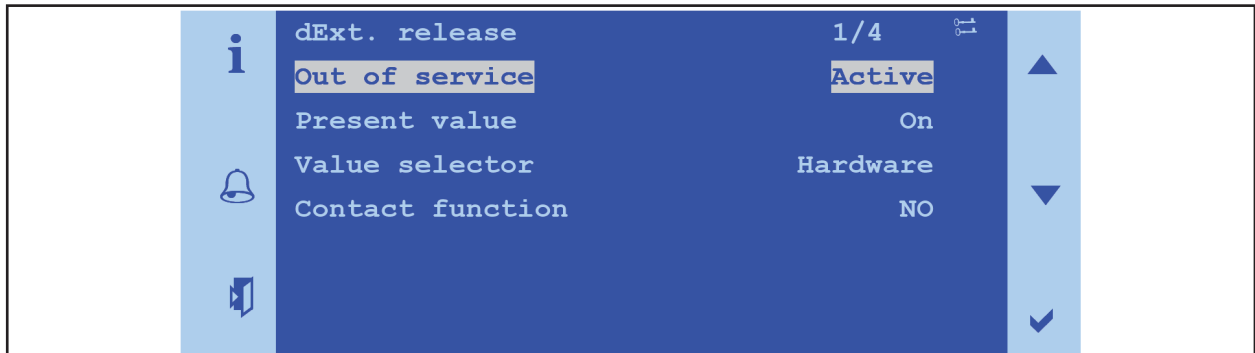 dExt. release 1/4
Out of service Active
Present value On
Value selector Hardware
Contact function NO